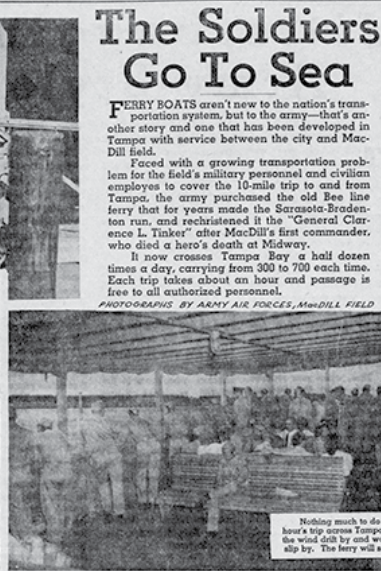 The Soldiers
Go To Sea
FERRY BOATS aren't new to the nation's trans-
portation system, but to the army—that's an-
other story and one that has been developed in
Tampa with service between the city and Mac-
Dill field.
Faced with a growing transportation prob-
lem for the field's military personnel and civilian
employes to cover the 10-mile trip to and from
Tampa, the army purchased the old Bee line
ferry that for years made the Sarasota-Braden-
ton run, and rechristened it the "General Clar-
ence L. Tinker" after MacDill's first commander,
who died a hero's death at Midway.
It now crosses Tampa Bay a half dozen
times a day, carrying from 300 to 700 each time.
Each trip takes about an hour and passage is
free to all authorized personnel.
PHOTOGRAPHS BY ARMY AIR FORCES, MacDILL FIELD
Nothing much to do
hour's trip across
the wind drift by and
slip by. The ferry will